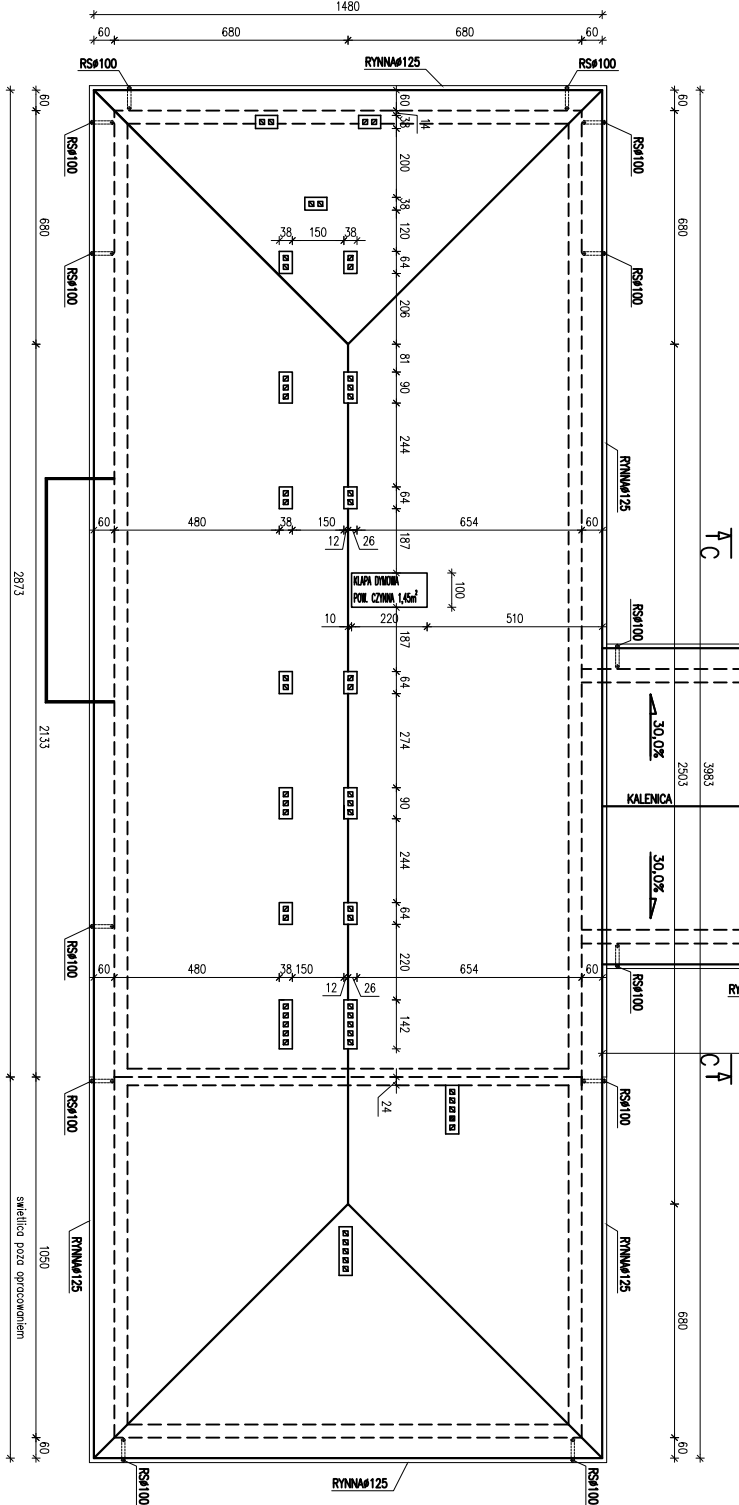 1480
60
680
680
60
RSø100
RYNNAø125
RSø100
60
60
14
38
RSø100
RSø100
200
38
680
680
120
38
150
38
64
RSø100
RSø100
206
81
90
244
RYNNAø125
64
60
480
38
150
654
60
12
26
187
C
KLAPA DYMOWA
POW. CZYNNA 1,45m²
100
2873
10
220
510
187
RSø100
64
30,0%
2133
274
2503
3983
KALENICA
90
30,0%
244
64
RSø100
220
60
480
38
150
654
60
12
26
RSø100
RY
142
C
24
RSø100
RSø100
swietlica poza opracowaniem
1050
RYNNAø125
RYNNAø125
680
60
60
RSø100
RYNNAø125
RSø100